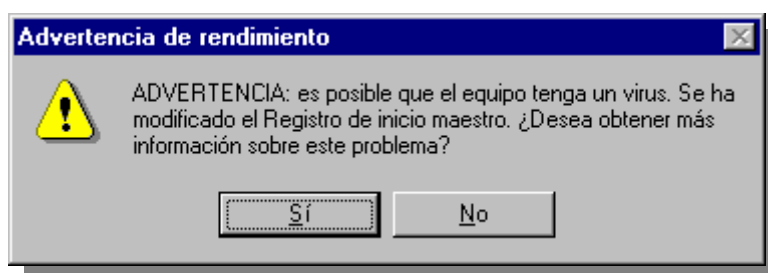 Advertencia de rendimiento
ADVERTENCIA: es posible que el equipo tenga un virus. Se ha
modificado el Registro de inicio maestro. ¿Desea obtener más
información sobre este problema?
Sí
No